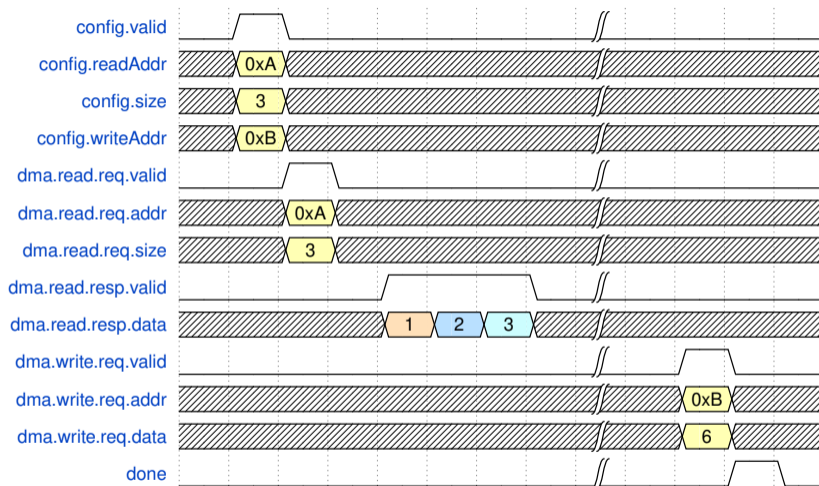 config.valid
config.readAddr 0xA
config.size 3
config.writeAddr 0xB
dma.read.req.valid
dma.read.req.addr 0xA
dma.read.req.size 3
dma.read.resp.valid
dma.read.resp.data 1 2 3
dma.write.req.valid
dma.write.req.addr 0xB
dma.write.req.data 6
done